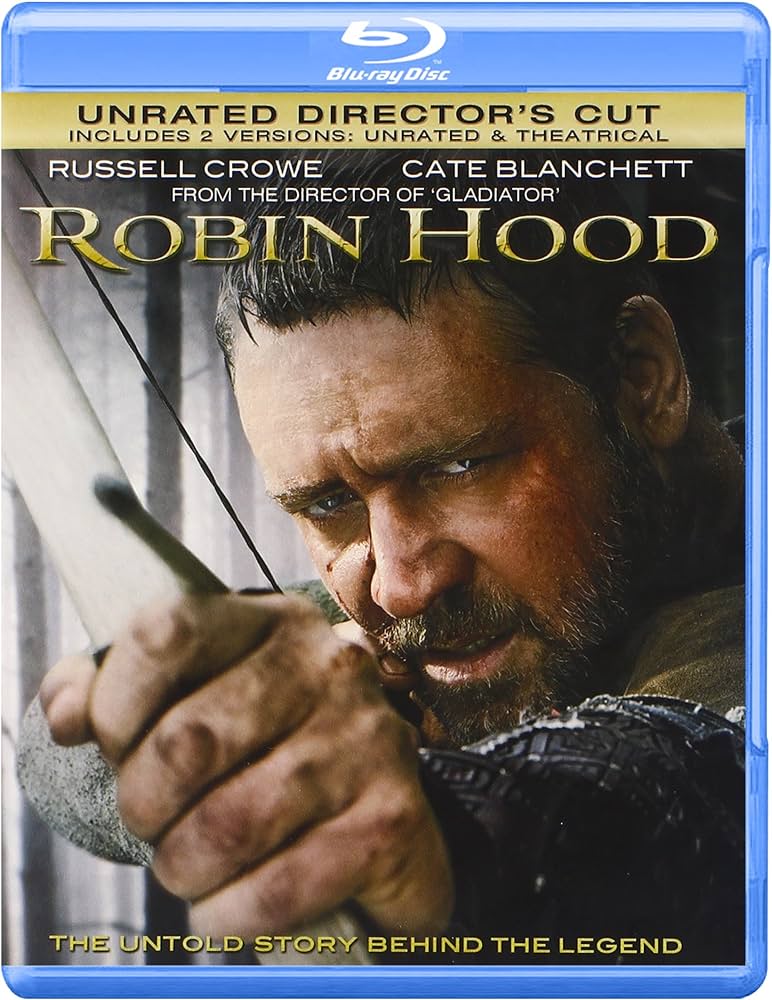 Blu-ray Disc™
UNRATED DIRECTOR'S CUT
INCLUDES 2 VERSIONS: UNRATED & THEATRICAL
RUSSELL CROWE CATE BLANCHETT
FROM THE DIRECTOR OF 'GLADIATOR'
ROBIN HOOD
THE UNTOLD STORY BEHIND THE LEGEND